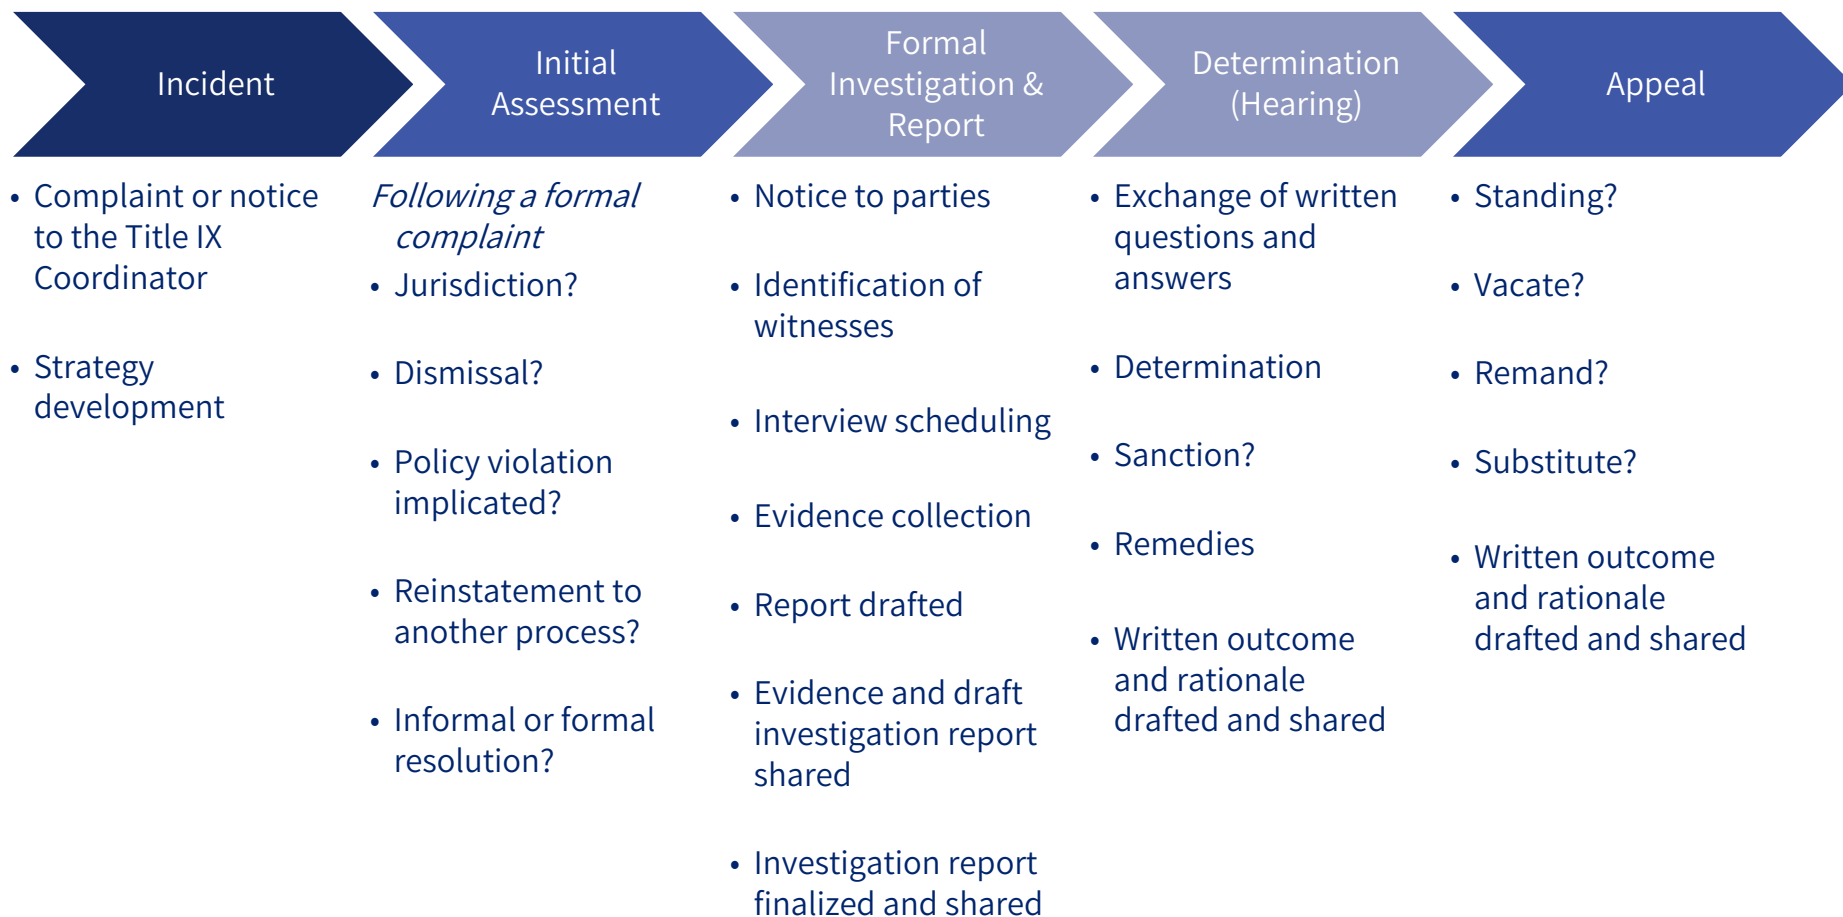 Incident
Initial
Assessment
Formal
Investigation &
Report
Determination
(Hearing)
Appeal
• Complaint or notice
to the Title IX
Coordinator
• Strategy
development
Following a formal
complaint
• Jurisdiction?
• Dismissal?
• Policy violation
implicated?
• Reinstatement to
another process?
• Informal or formal
resolution?
• Notice to parties
• Identification of
witnesses
• Interview scheduling
• Evidence collection
• Report drafted
• Evidence and draft
investigation report
shared
• Investigation report
finalized and shared
• Exchange of written
questions and
answers
• Determination
• Sanction?
• Remedies
• Written outcome
and rationale
drafted and shared
• Standing?
• Vacate?
• Remand?
• Substitute?
• Written outcome
and rationale
drafted and shared